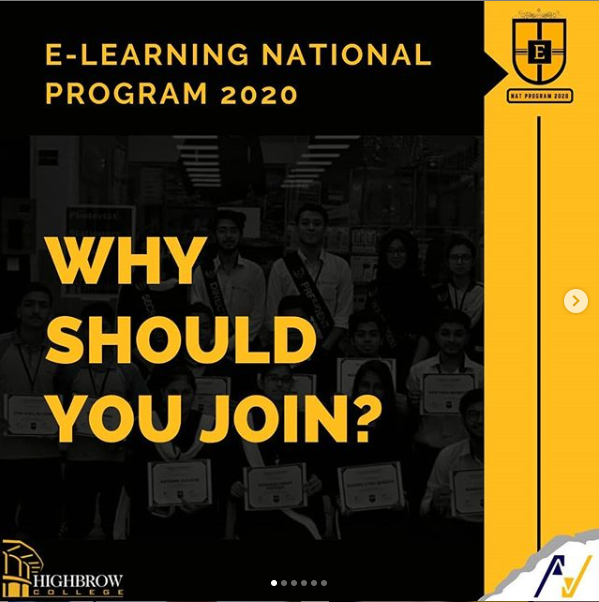 E-LEARNING NATIONAL
PROGRAM 2020
E
NAT PROGRAM 2020
WHY
SHOULD
YOU JOIN?
HIGHBROW
COLLEGE